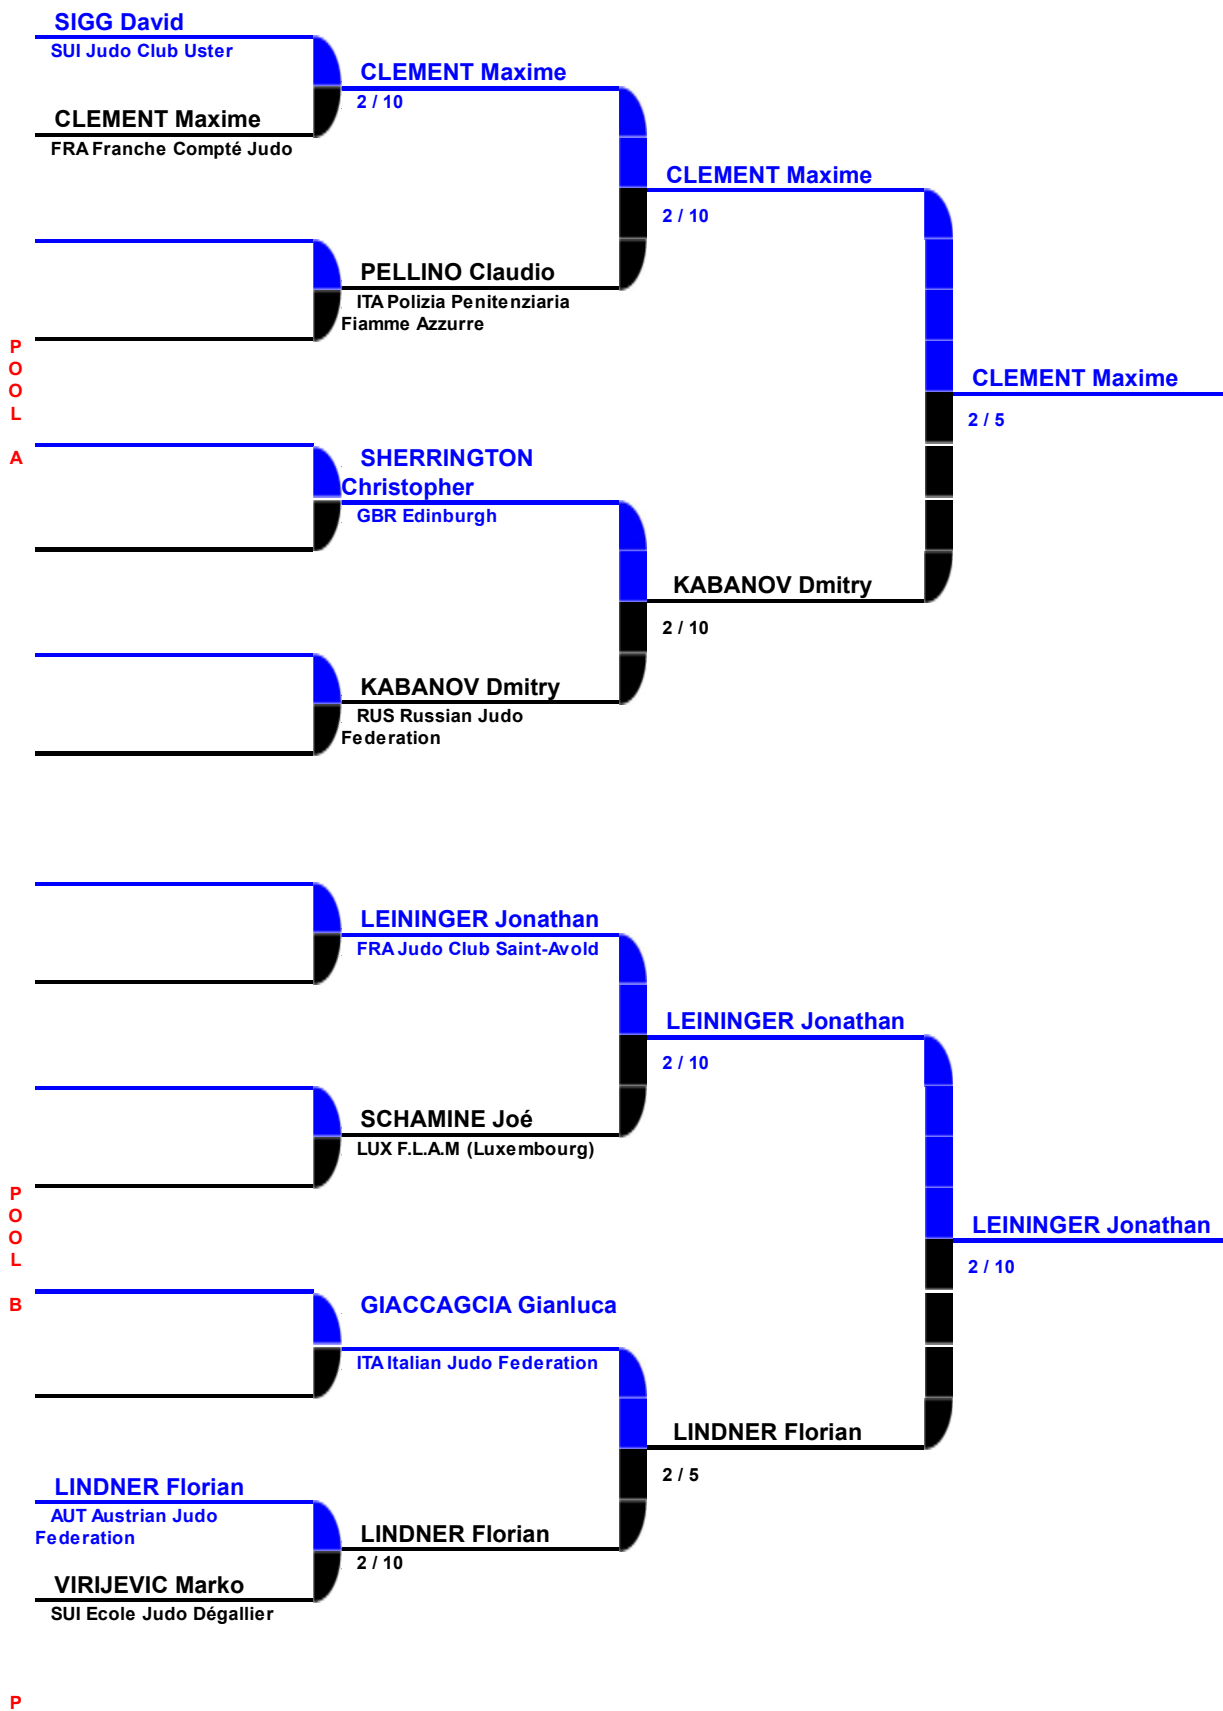 SIGG David
SUI Judo Club Uster
CLEMENT Maxime
2 / 10
CLEMENT Maxime
FRA Franche Compté Judo
CLEMENT Maxime
2 / 10
PELLINO Claudio
ITA Polizia Penitenziaria
Fiamme Azzurre
P
O
O
L
A
CLEMENT Maxime
2 / 5
SHERRINGTON
Christopher
GBR Edinburgh
KABANOV Dmitry
2 / 10
KABANOV Dmitry
RUS Russian Judo
Federation
LEININGER Jonathan
FRA Judo Club Saint-Avold
LEININGER Jonathan
2 / 10
SCHAMINE Joé
LUX F.L.A.M (Luxembourg)
P
O
O
L
B
LEININGER Jonathan
2 / 10
GIACCAGCIA Gianluca
ITA Italian Judo Federation
LINDNER Florian
2 / 5
LINDNER Florian
AUT Austrian Judo
Federation
LINDNER Florian
2 / 10
VIRIJEVIC Marko
SUI Ecole Judo Dégallier
P